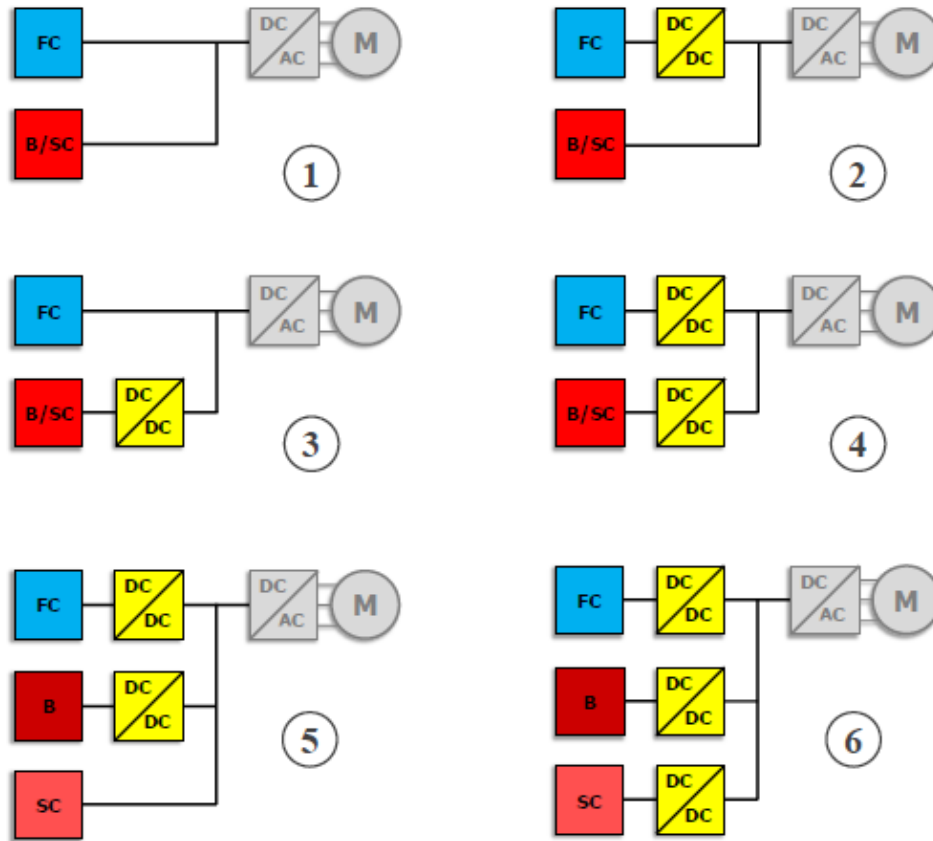 FC DC AC M
B/SC
1
FC DC DC DC AC M
B/SC
2
FC DC AC M
B/SC DC DC
3
FC DC DC DC AC M
B/SC DC DC
4
FC DC DC DC AC M
B DC DC
5
SC
FC DC DC DC AC M
B DC DC
6
SC DC DC